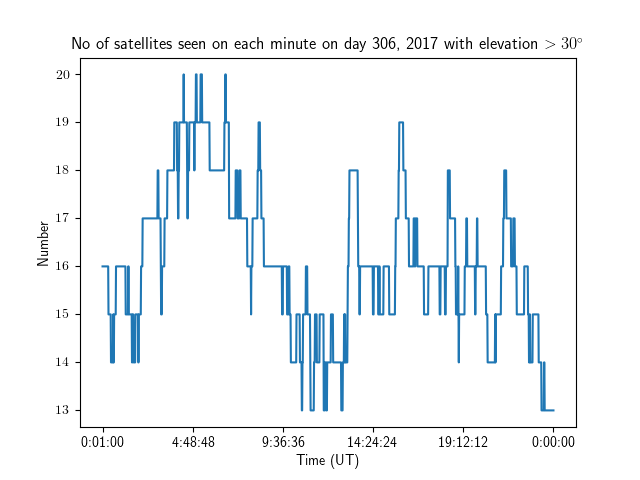 No of satellites seen on each minute on day 306, 2017 with elevation > 30°
20
19
18
17
16
15
14
13
Number
0:01:00 4:48:48 9:36:36 14:24:24 19:12:12 0:00:00
Time (UT)